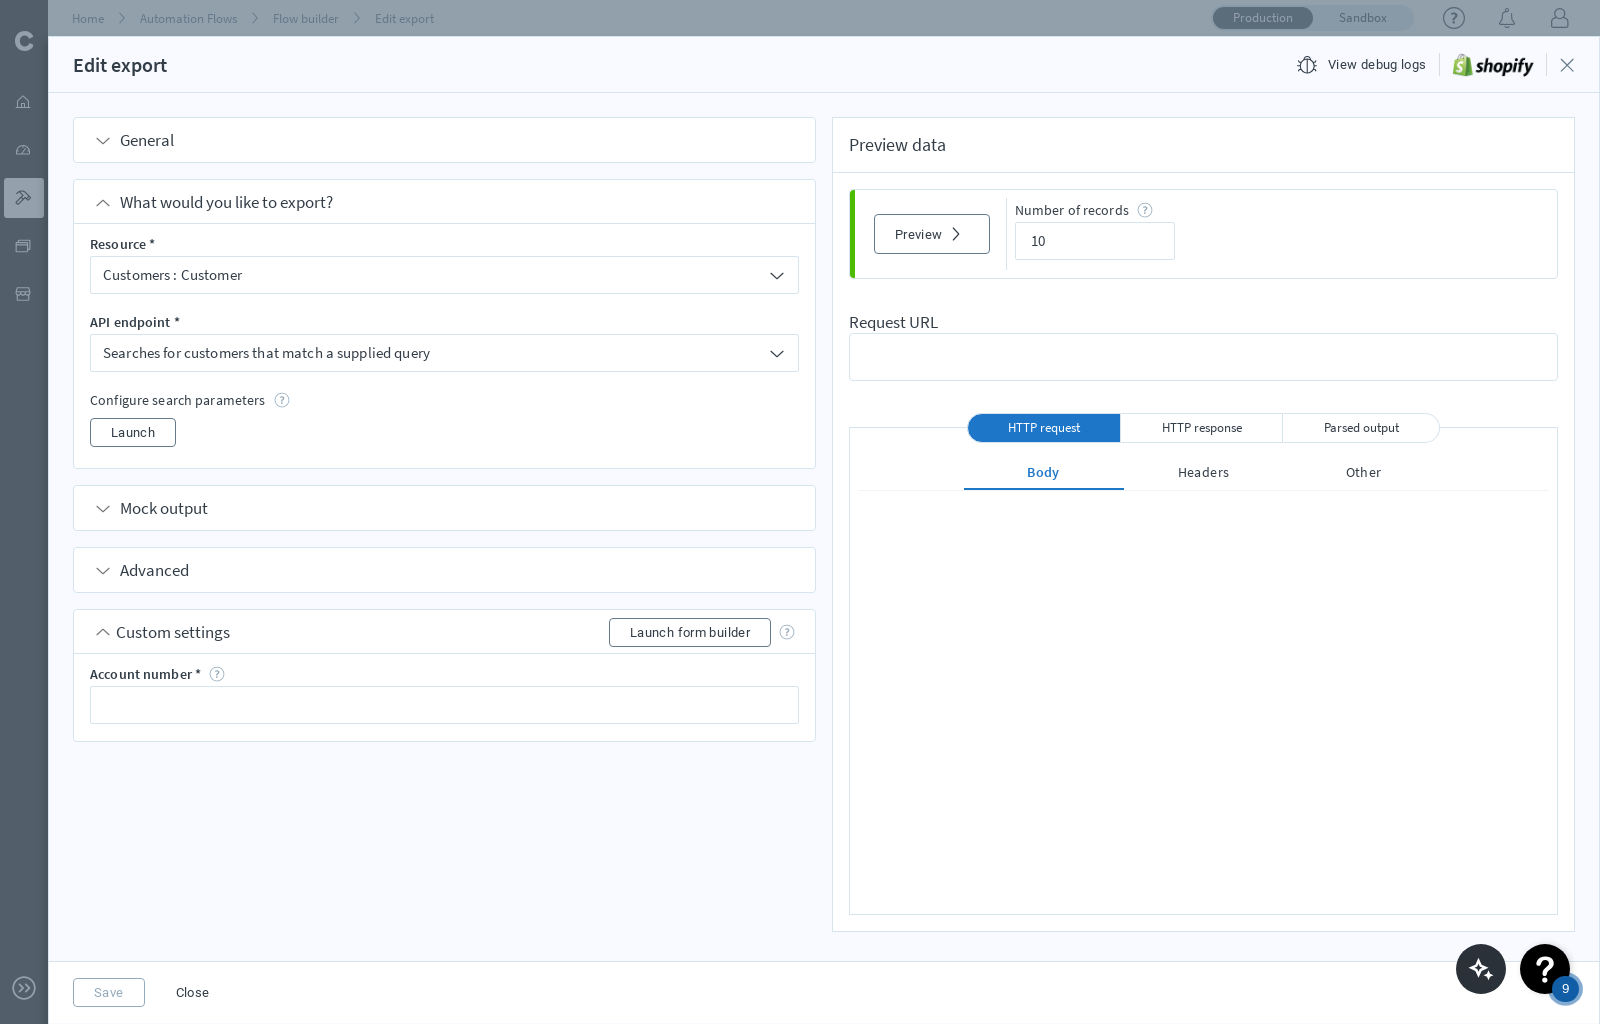 Home
Automation Flows
Flow builder
Edit export
Production
Sandbox
Edit export
View debug logs
shopify
General
What would you like to export?
Resource *
Customers : Customer
API endpoint *
Searches for customers that match a supplied query
Configure search parameters
Launch
Mock output
Advanced
Custom settings
Launch form builder
Account number *
Preview data
Preview
Number of records
10
Request URL
HTTP request
HTTP response
Parsed output
Body
Headers
Other
Save
Close
9